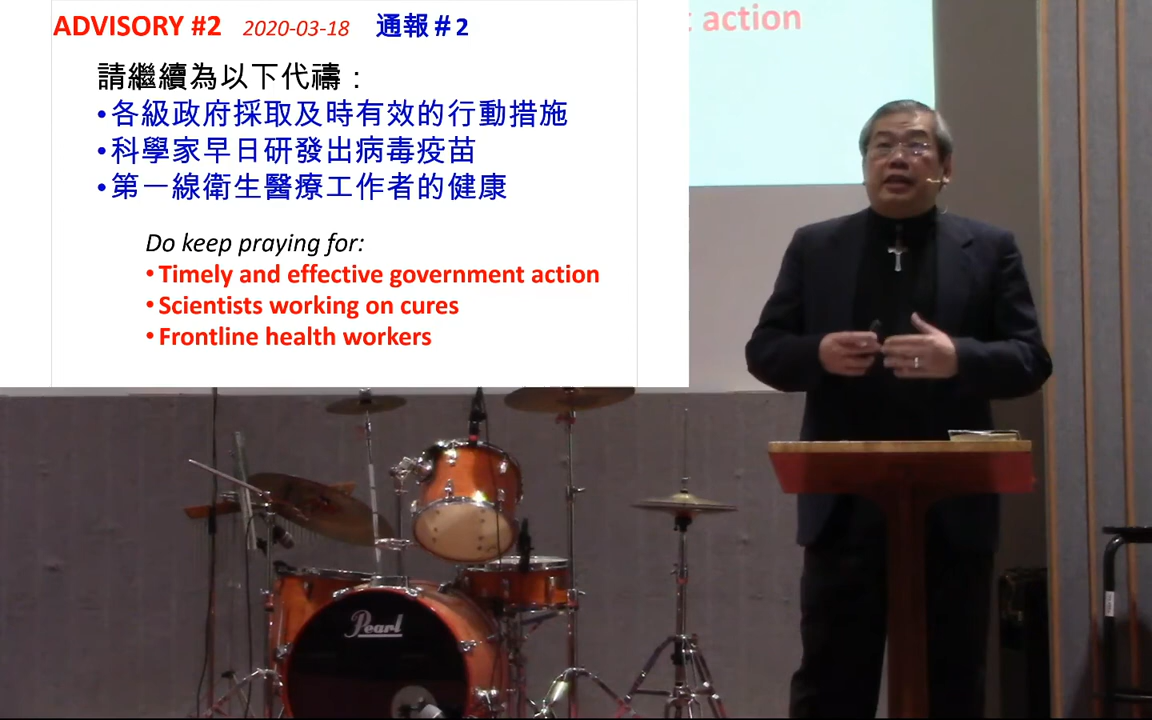 ADVISORY #2 2020-03-18 通報＃2
請繼續為以下代禱：
•各級政府採取及時有效的行動措施
•科學家早日研發出病毒疫苗
•第一線衛生醫療工作者的健康
Do keep praying for:
•Timely and effective government action
•Scientists working on cures
•Frontline health workers
action
Pearl